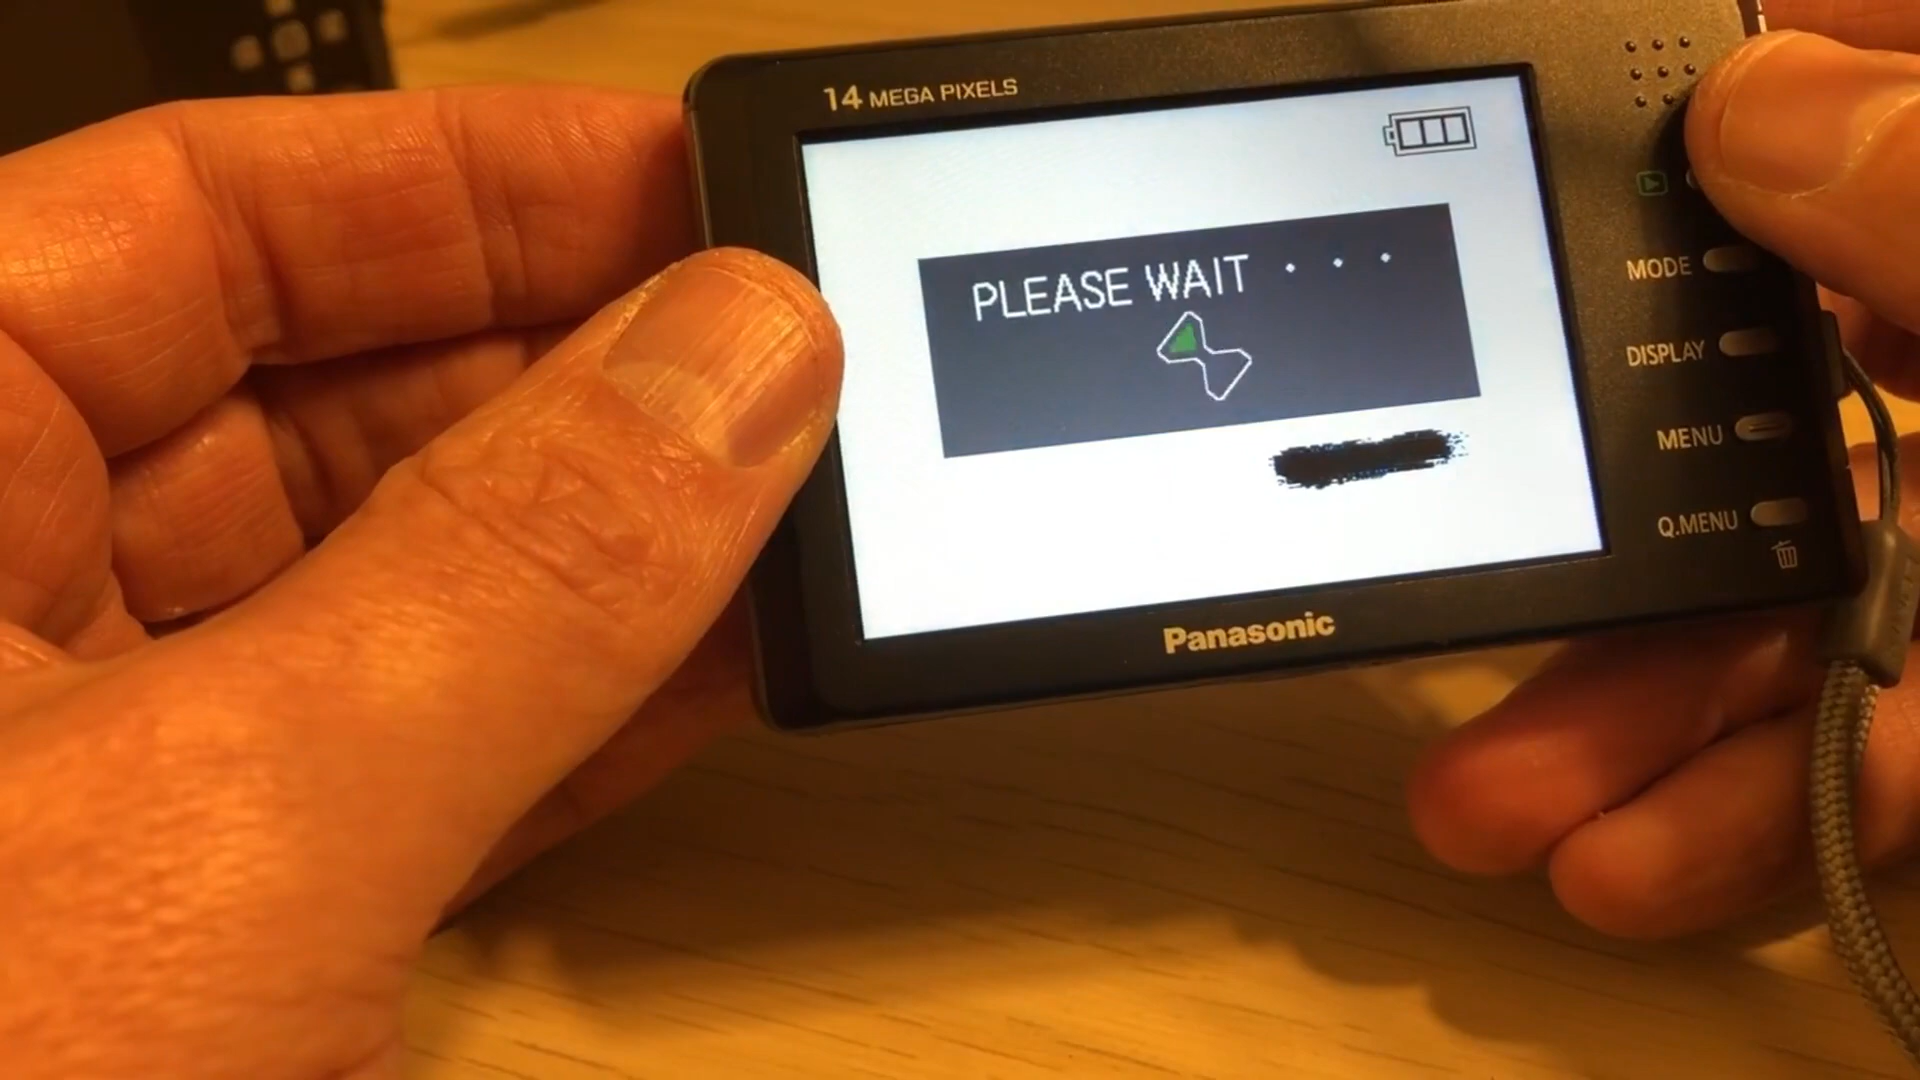 14 MEGA PIXELS
PLEASE WAIT · · ·
MODE
DISPLAY
MENU
Q.MENU
Panasonic